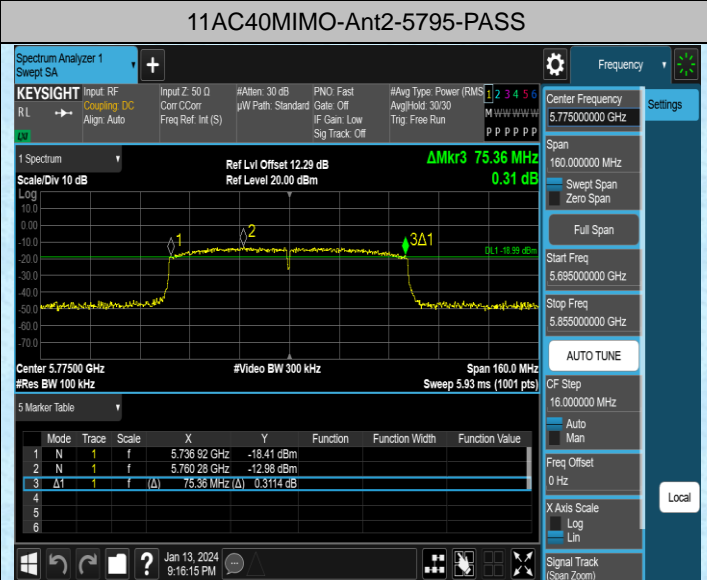 11AC40MIMO-Ant2-5795-PASS
Spectrum Analyzer 1
Swept SA
Frequency
KEYSIGHT Input: RF Input Z: 50 Ω #Atten: 30 dB PNO: Fast #Avg Type: Power (RMS 1 2 3 4 5 6
RL Coupling: DC Corr CCorr µW Path: Standard Gate: Off Avg|Hold: 30/30 M W W W W W
Align: Auto Freq Ref: Int (S) IF Gain: Low Trig: Free Run
Sig Track: Off P P P P P P
1 Spectrum
Ref Lvl Offset 12.29 dB ΔMkr3 75.36 MHz
Scale/Div 10 dB Ref Level 20.00 dBm 0.31 dB
Log
10.0
0.00
-10.0
-20.0
-30.0
-40.0
-50.0
-60.0
-70.0
1
2
3Δ1
DL1 -18.99 dBm
Center 5.77500 GHz #Video BW 300 kHz Span 160.0 MHz
#Res BW 100 kHz Sweep 5.93 ms (1001 pts)
5 Marker Table
Mode Trace Scale X Y Function Function Width Function Value
1 N 1 f 5.736 92 GHz -18.41 dBm
2 N 1 f 5.760 28 GHz -12.98 dBm
3 Δ1 1 f (Δ) 75.36 MHz (Δ) 0.3114 dB
4
5
6
Jan 13, 2024
9:16:15 PM
Center Frequency
5.775000000 GHz
Settings
Span
160.000000 MHz
Swept Span
Zero Span
Full Span
Start Freq
5.695000000 GHz
Stop Freq
5.855000000 GHz
AUTO TUNE
CF Step
16.000000 MHz
Auto
Man
Freq Offset
0 Hz
Local
X Axis Scale
Log
Lin
Signal Track
(Span Zoom)